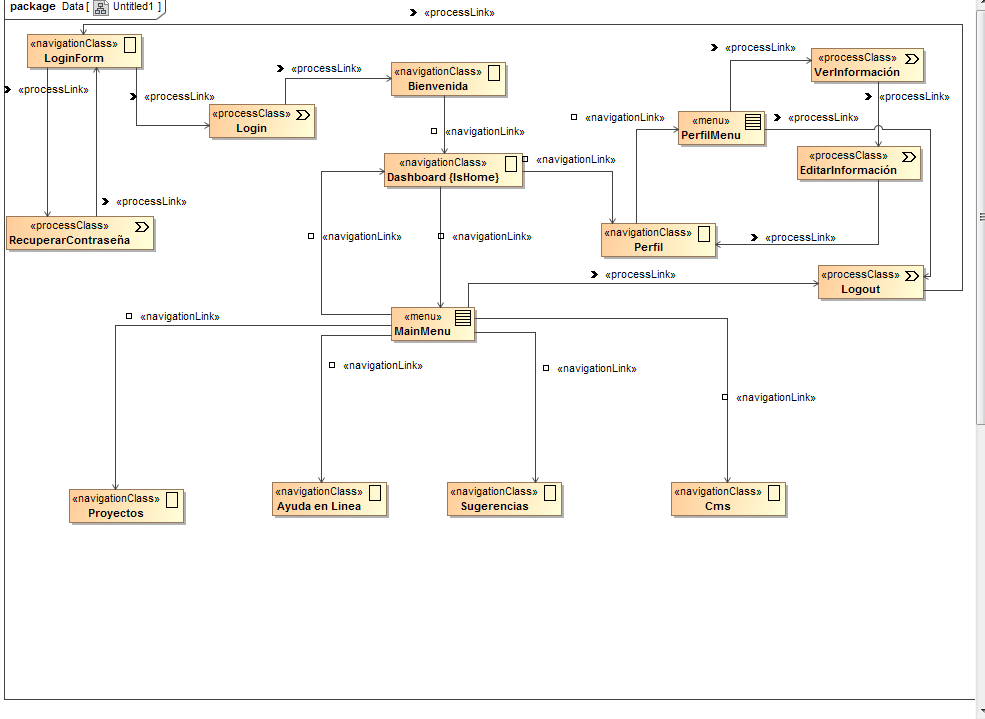 package Data [ Untitled1 ]
«processLink»
«navigationClass»
LoginForm
«processLink»
«processLink»
«processClass»
Login
«processLink»
«navigationClass»
Bienvenida
«navigationLink»
«processLink»
«processClass»
RecuperarContraseña
«navigationClass»
Dashboard {IsHome}
«navigationLink»
«navigationLink»
«menu»
PerfilMenu
«processLink»
«processClass»
VerInformación
«processLink»
«processLink»
«processClass»
EditarInformación
«processLink»
«navigationClass»
Perfil
«navigationLink»
«navigationLink»
«processLink»
«processClass»
Logout
«menu»
MainMenu
«navigationLink»
«navigationLink»
«navigationLink»
«navigationLink»
«navigationClass»
Proyectos
«navigationClass»
Ayuda en Linea
«navigationClass»
Sugerencias
«navigationClass»
Cms